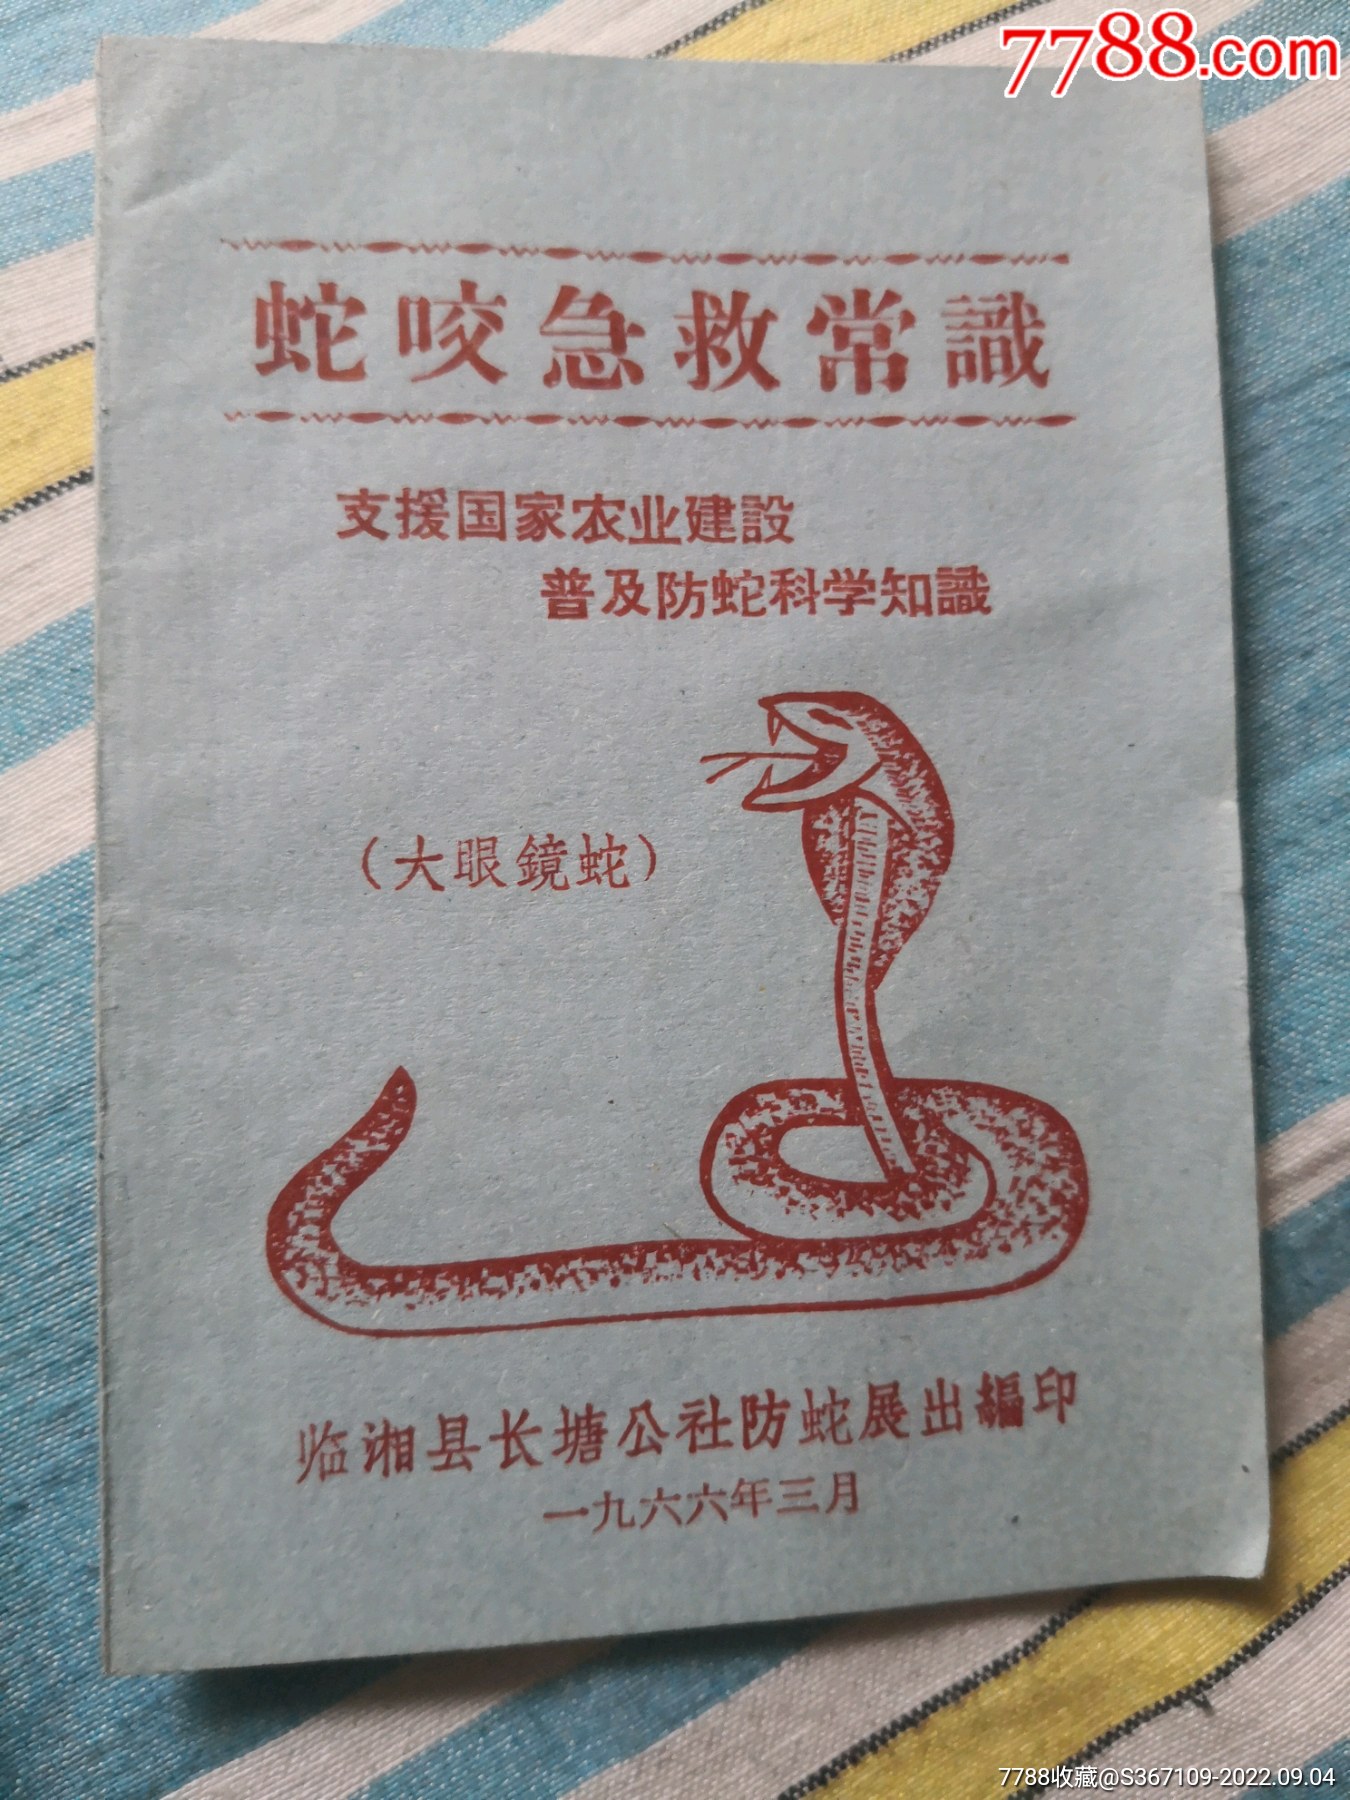 7788.com
蛇咬急救常識
支援国家农业建設
普及防蛇科学知識
（大眼鏡蛇）
临湘县长塘公社防蛇展出編印
一九六六年三月
7788收藏@S367109-2022.09.04